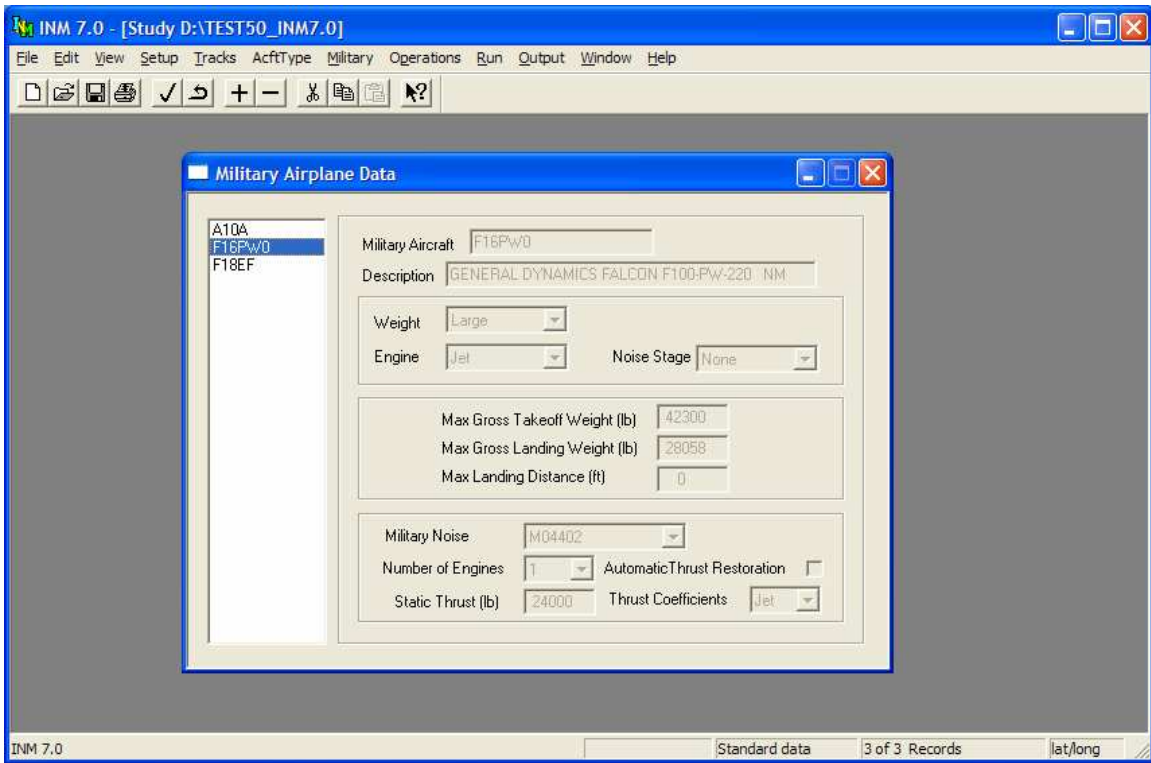 INM 7.0 - [Study D:\TEST50_INM7.0]
File Edit View Setup Tracks AcftType Military Operations Run Output Window Help
Military Airplane Data
A10A
F16PW0
F18EF
Military Aircraft F16PW0
Description GENERAL DYNAMICS FALCON F100-PW-220 NM
Weight Large
Engine Jet Noise Stage None
Max Gross Takeoff Weight (lb) 42300
Max Gross Landing Weight (lb) 28058
Max Landing Distance (ft) 0
Military Noise M04402
Number of Engines 1 AutomaticThrust Restoration
Static Thrust (lb) 24000 Thrust Coefficients Jet
INM 7.0 Standard data 3 of 3 Records lat/long